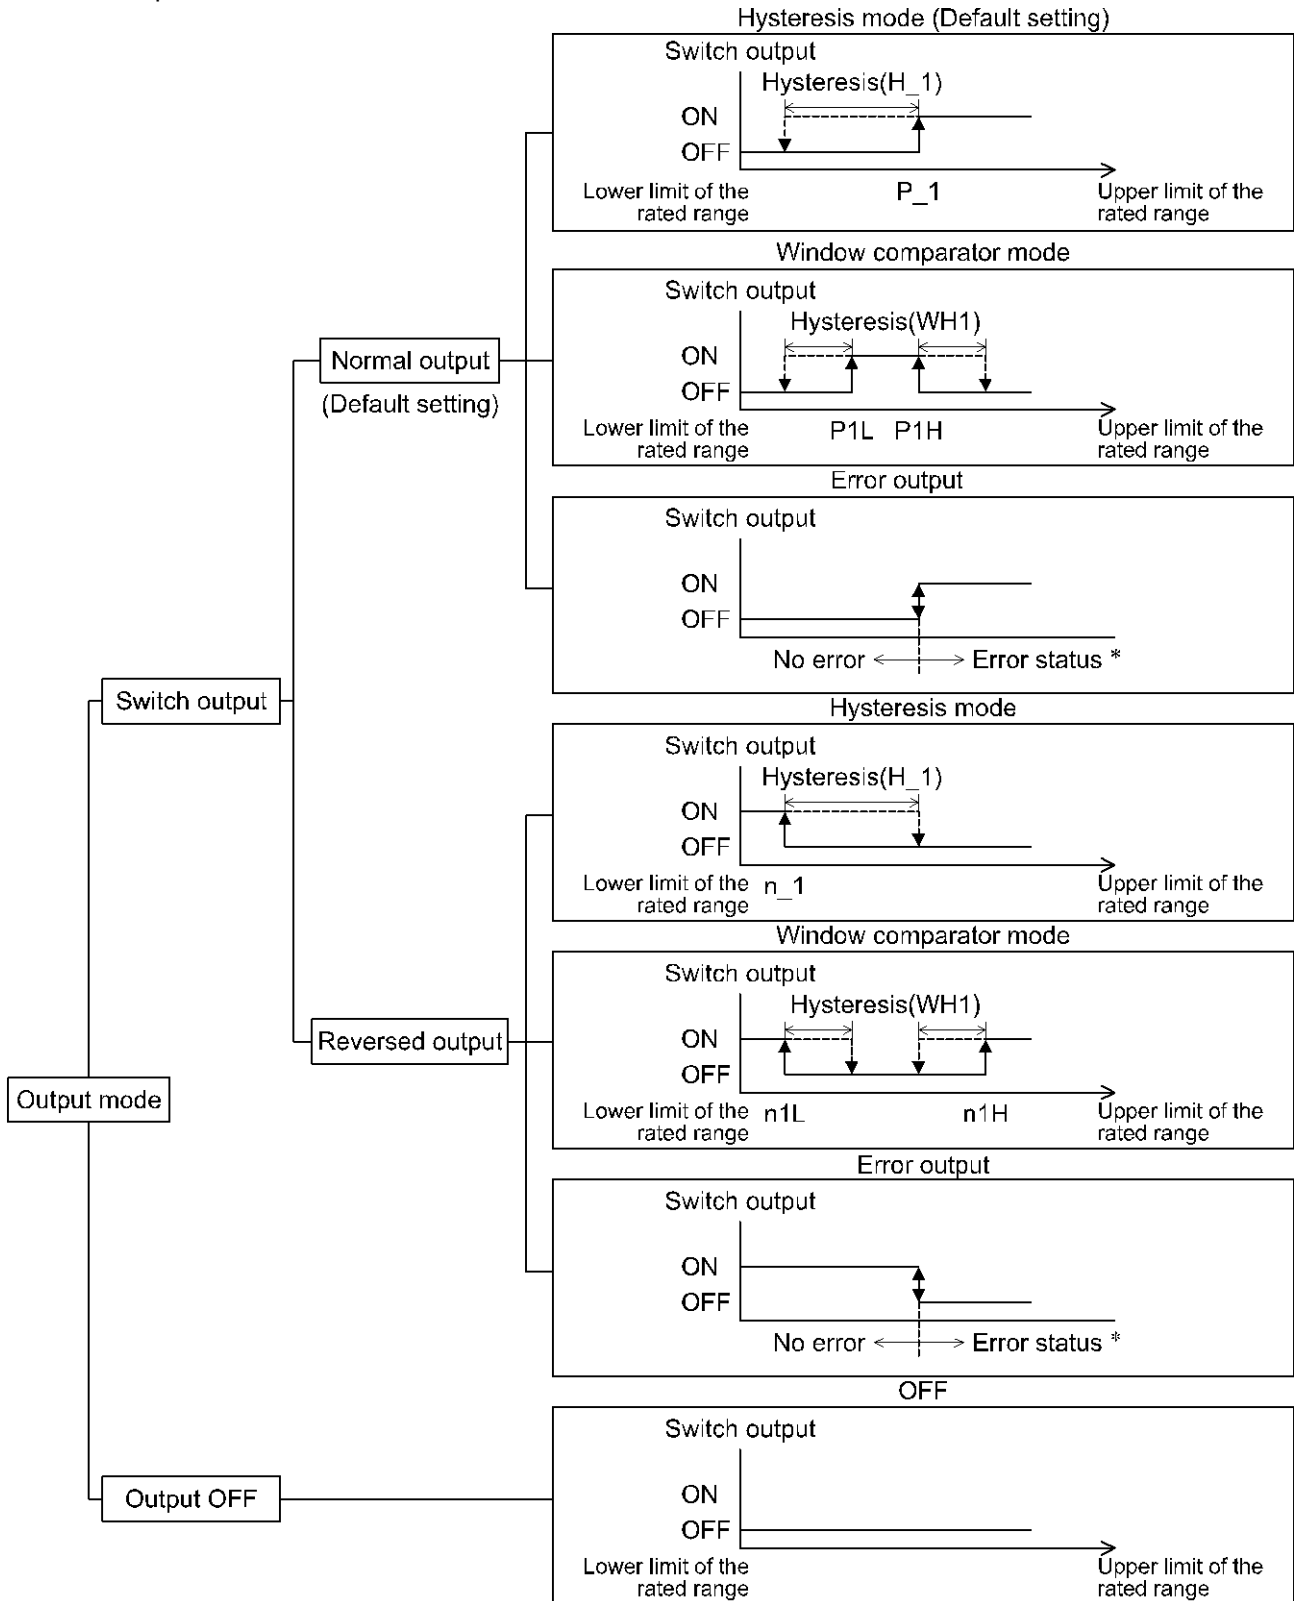 Hysteresis mode (Default setting)
Switch output
Hysteresis(H_1)
ON
OFF
Lower limit of the
rated range
P_1
Upper limit of the
rated range
Window comparator mode
Switch output
Hysteresis(WH1)
ON
OFF
Lower limit of the
rated range
P1L P1H
Upper limit of the
rated range
Normal output
(Default setting)
Error output
Switch output
ON
OFF
No error
Error status *
Switch output
Hysteresis mode
Switch output
Hysteresis(H_1)
ON
OFF
Lower limit of the
rated range
n_1
Upper limit of the
rated range
Window comparator mode
Switch output
Hysteresis(WH1)
ON
OFF
Lower limit of the
rated range
n1L n1H
Upper limit of the
rated range
Reversed output
Output mode
Error output
Switch output
ON
OFF
No error
Error status *
OFF
Switch output
ON
OFF
Lower limit of the
rated range
Upper limit of the
rated range
Output OFF